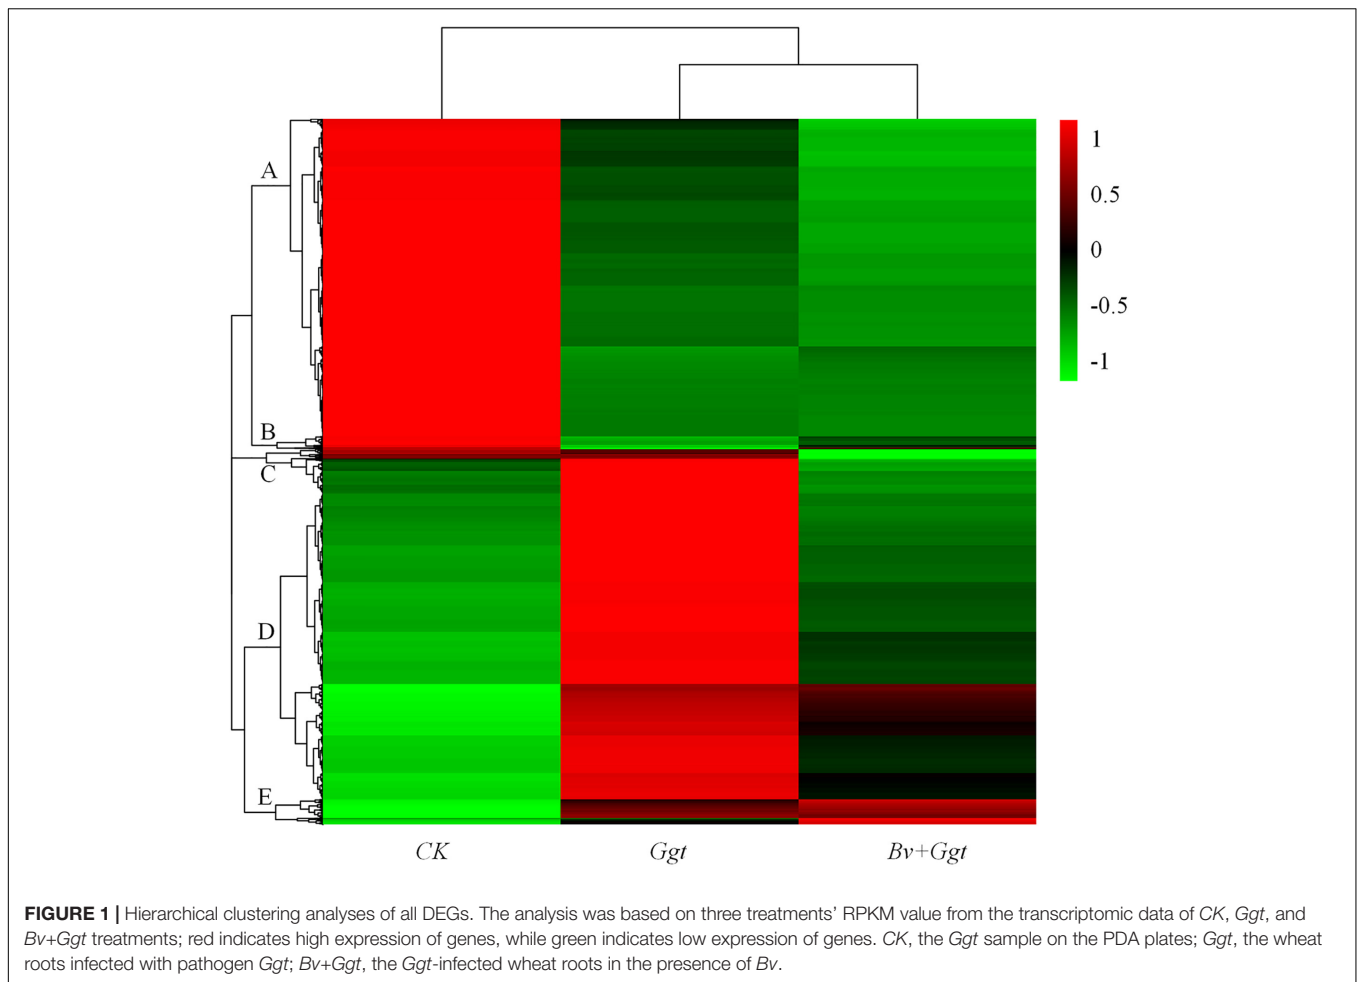 A
B
C
D
E
1
0.5
0
-0.5
-1
CK
Ggt
Bv+Ggt
FIGURE 1 | Hierarchical clustering analyses of all DEGs. The analysis was based on three treatments' RPKM value from the transcriptomic data of CK, Ggt, and
Bv+Ggt treatments; red indicates high expression of genes, while green indicates low expression of genes. CK, the Ggt sample on the PDA plates; Ggt, the wheat
roots infected with pathogen Ggt; Bv+Ggt, the Ggt-infected wheat roots in the presence of Bv.